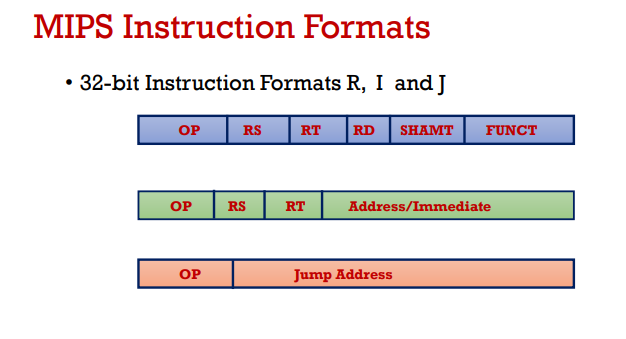 MIPS Instruction Formats
• 32-bit Instruction Formats R, I and J
OP RS RT RD SHAMT FUNCT
OP RS RT Address/Immediate
OP Jump Address